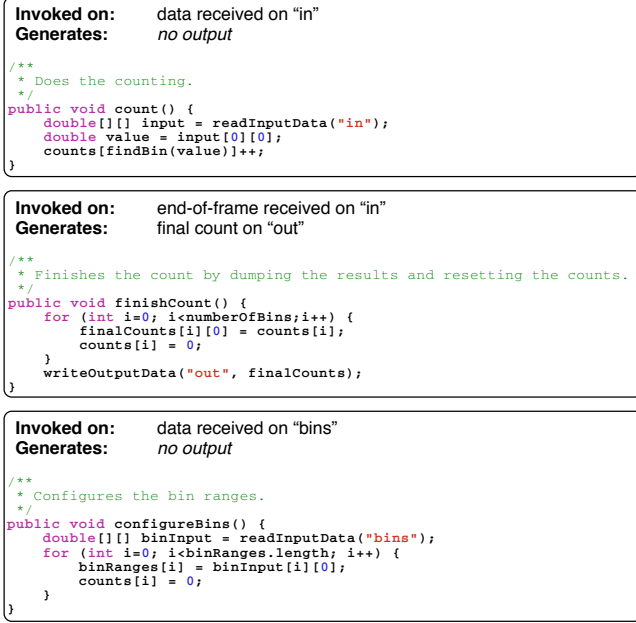 Invoked on: data received on “in”
Generates: no output
/**
 * Does the counting.
 */
public void count() {
    double[][] input = readInputData("in");
    double value = input[0][0];
    counts[findBin(value)]++;
}
Invoked on: end-of-frame received on “in”
Generates: final count on “out”
/**
 * Finishes the count by dumping the results and resetting the counts.
 */
public void finishCount() {
    for (int i=0; i<numberOfBins;i++) {
        finalCounts[i][0] = counts[i];
        counts[i] = 0;
    }
    writeOutputData("out", finalCounts);
}
Invoked on: data received on “bins”
Generates: no output
/**
 * Configures the bin ranges.
 */
public void configureBins() {
    double[][] binInput = readInputData("bins");
    for (int i=0; i<binRanges.length; i++) {
        binRanges[i] = binInput[i][0];
        counts[i] = 0;
    }
}